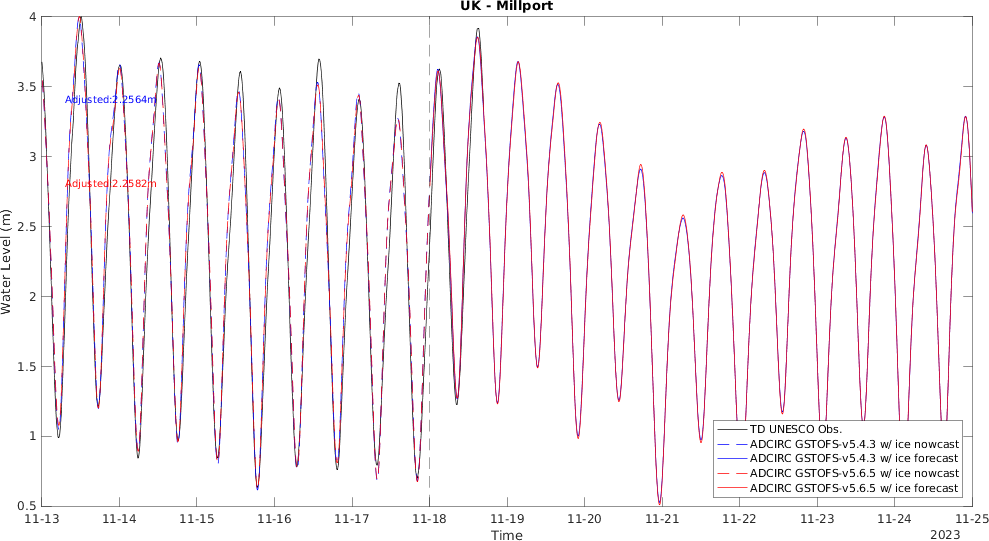 UK - Millport
4
3.5
3
2.5
2
1.5
1
0.5
Water Level (m)
Adjusted:2.2564m
Adjusted:2.2582m
TD UNESCO Obs.
ADCIRC GSTOFS-v5.4.3 w/ ice nowcast
ADCIRC GSTOFS-v5.4.3 w/ ice forecast
ADCIRC GSTOFS-v5.6.5 w/ ice nowcast
ADCIRC GSTOFS-v5.6.5 w/ ice forecast
11-13 11-14 11-15 11-16 11-17 11-18 11-19 11-20 11-21 11-22 11-23 11-24 11-25
Time
2023